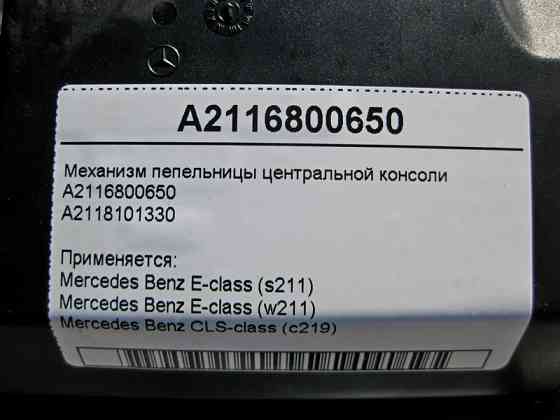 A2116800650
Механизм пепельницы центральной консоли
A2116800650
A2118101330
Применяется:
Mercedes Benz E-class (s211)
Mercedes Benz E-class (w211)
Mercedes Benz CLS-class (c219)